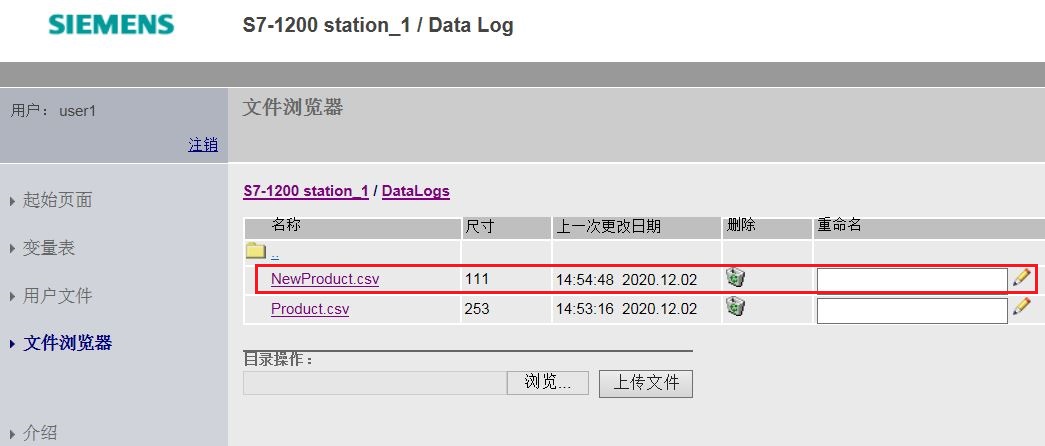 SIEMENS
S7-1200 station_1 / Data Log
用户： user1
注销
起始页面
变量表
用户文件
文件浏览器
介绍
文件浏览器
S7-1200 station_1 / DataLogs
名称 尺寸 上一次更改日期 删除 重命名
..
NewProduct.csv 111 14:54:48 2020.12.02
Product.csv 253 14:53:16 2020.12.02
目录操作：
浏览... 上传文件